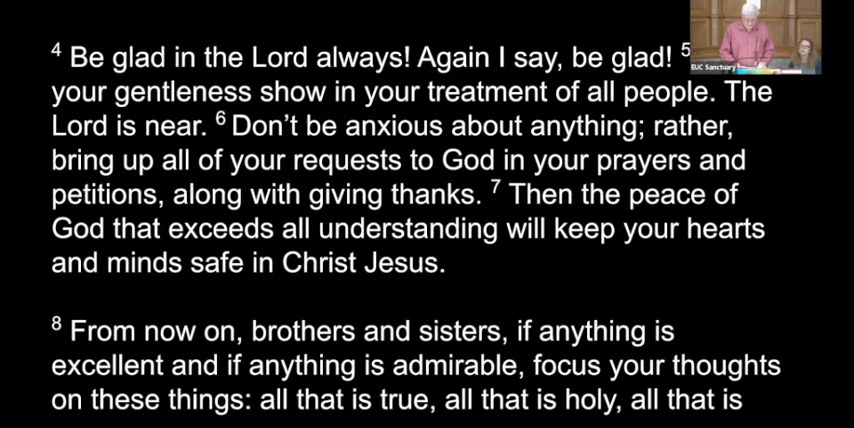 ⁴ Be glad in the Lord always! Again I say, be glad! ⁵
your gentleness show in your treatment of all people. The
Lord is near. ⁶ Don’t be anxious about anything; rather,
bring up all of your requests to God in your prayers and
petitions, along with giving thanks. ⁷ Then the peace of
God that exceeds all understanding will keep your hearts
and minds safe in Christ Jesus.
⁸ From now on, brothers and sisters, if anything is
excellent and if anything is admirable, focus your thoughts
on these things: all that is true, all that is holy, all that is
EUC Sanctuary